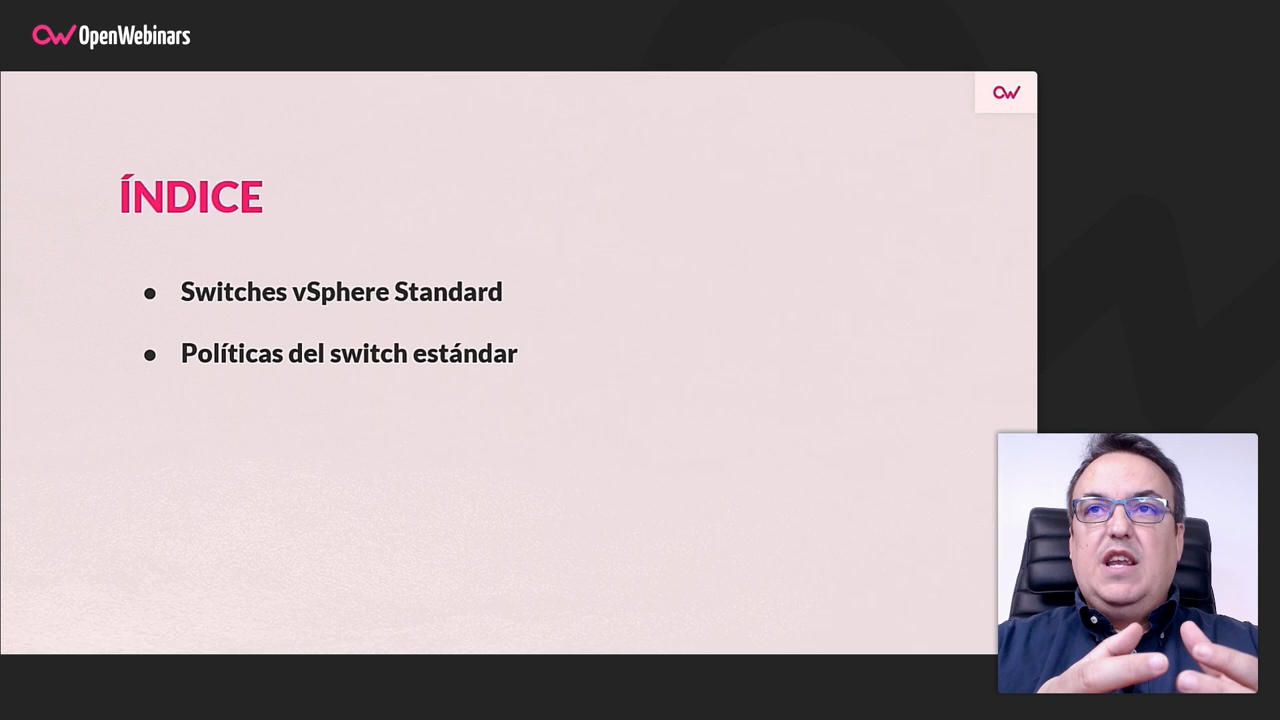 OpenWebinars
ÍNDICE
● Switches vSphere Standard
● Políticas del switch estándar